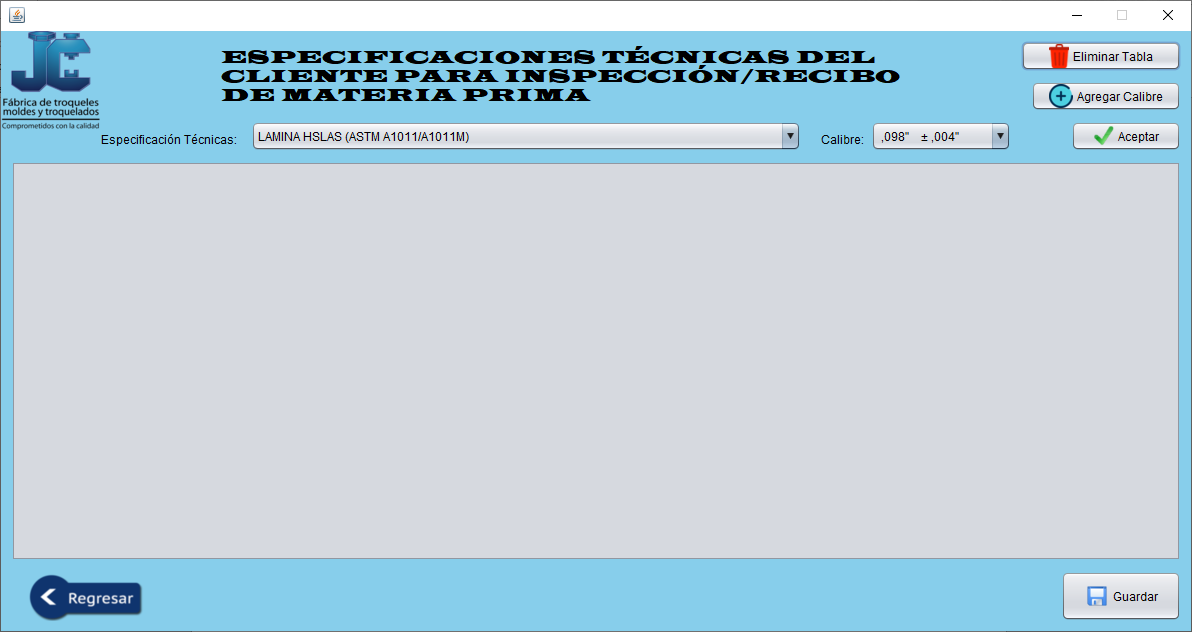 JCE
Fábrica de troqueles
moldes y troquelados
Comprometidos con la calidad
ESPECIFICACIONES TÉCNICAS DEL
CLIENTE PARA INSPECCIÓN/RECIBO
DE MATERIA PRIMA
Eliminar Tabla
Agregar Calibre
Especificación Técnicas:
LAMINA HSLAS (ASTM A1011/A1011M)
Calibre:
,098" ± ,004"
Aceptar
Regresar
Guardar